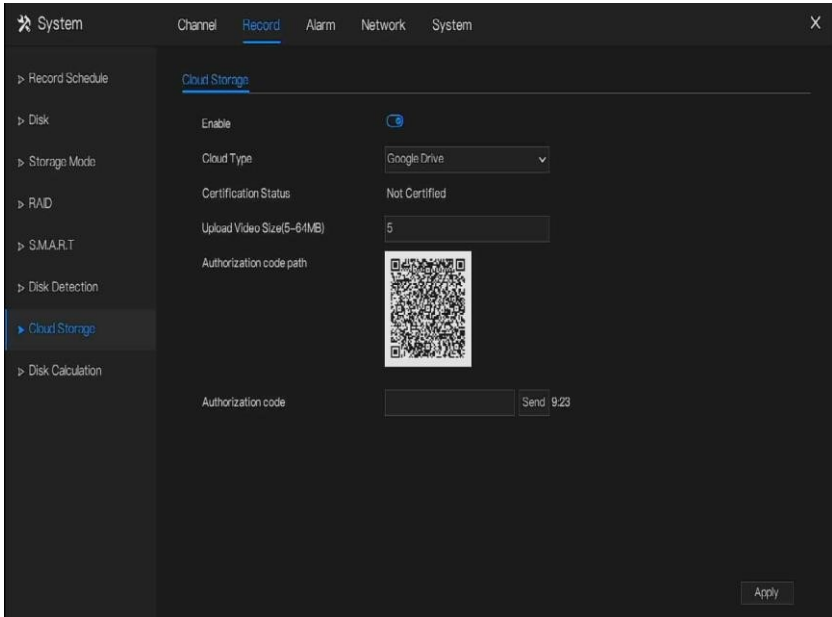 System
Channel Record Alarm Network System X
Record Schedule
Disk
Storage Mode
RAID
S.M.A.R.T
Disk Detection
Cloud Storage
Disk Calculation
Cloud Storage
Enable
Cloud Type Google Drive
Certification Status Not Certified
Upload Video Size(5~64MB) 5
Authorization code path
Authorization code Send 9:23
Apply